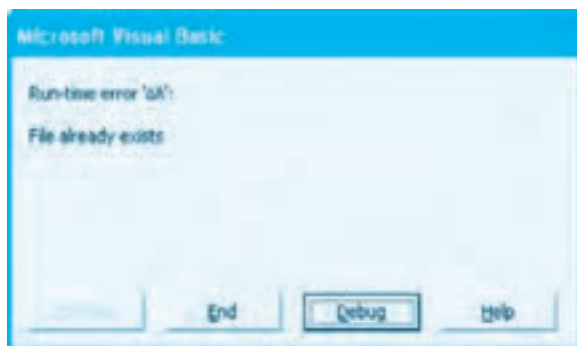 Microsoft Visual Basic
Run-time error
File already exists
End
Debug
Help